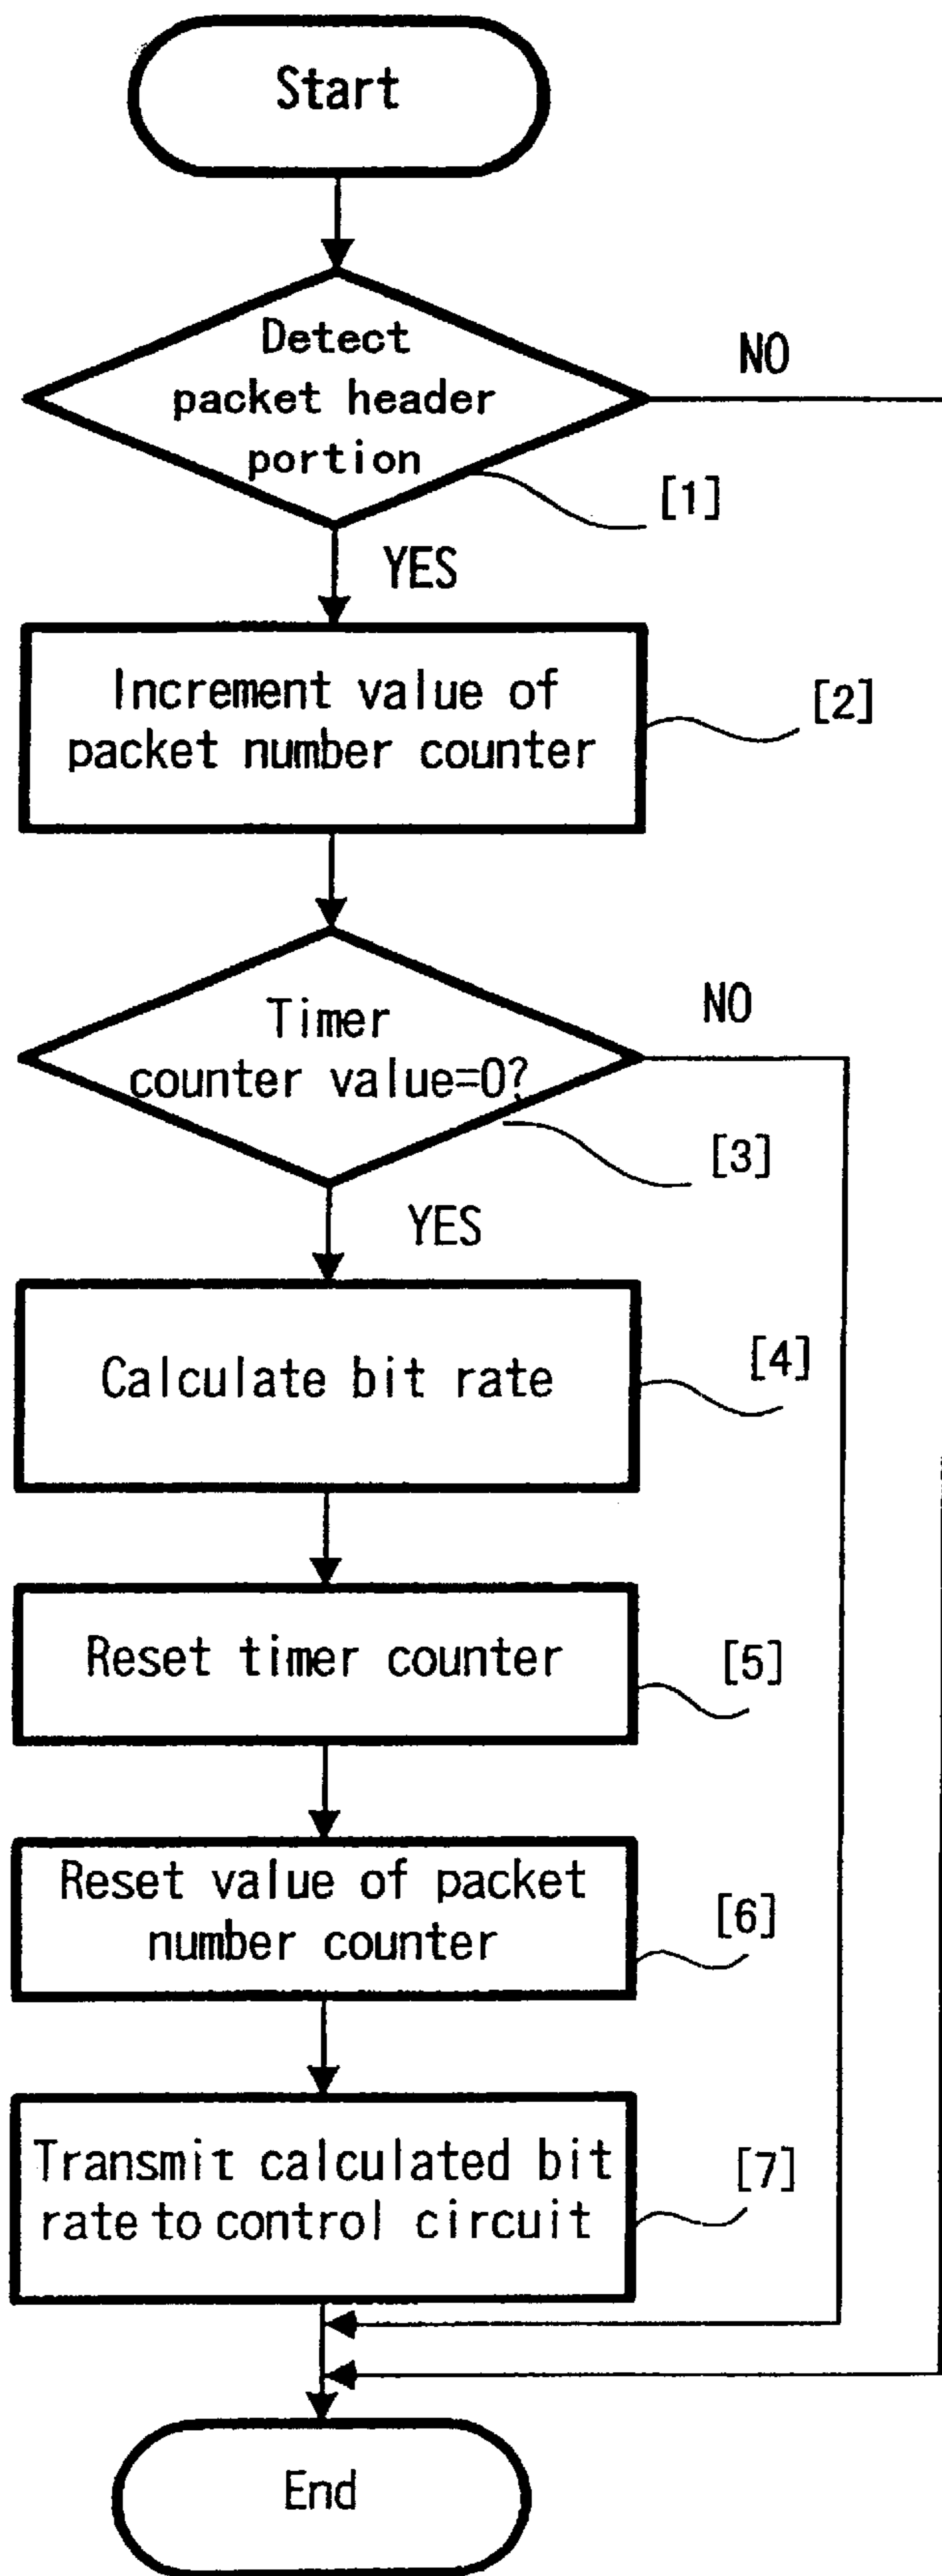 Start
Detect
packet header
portion
NO
[1]
YES
Increment value of
packet number counter
[2]
Timer
counter value=0?
NO
[3]
YES
Calculate bit rate
[4]
Reset timer counter
[5]
Reset value of packet
number counter
[6]
Transmit calculated bit
rate to control circuit
[7]
End